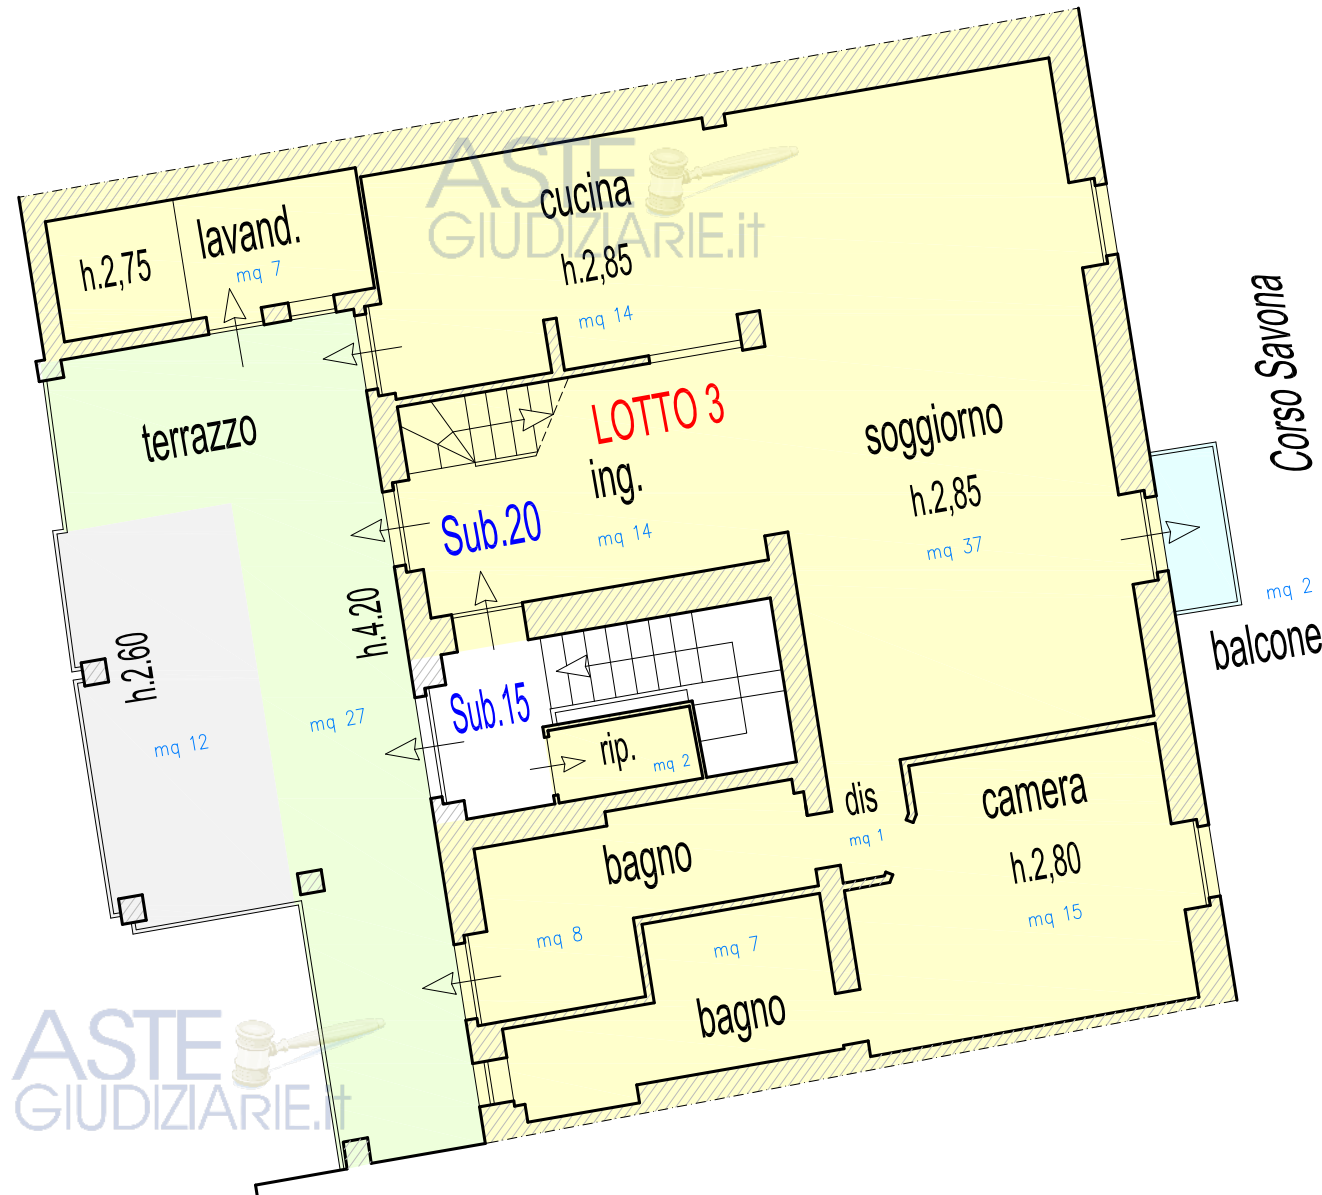 ASTE
GIUDIZIARIE.it
cucina
h.2,85
mq 14
lavand.
mq 7
h.2,75
terrazzo
LOTTO 3
ing.
mq 14
Sub.20
soggiorno
h.2,85
mq 37
Corso Savona
mq 2
balcone
h.4.20
h.2.60
mq 27
mq 12
Sub.15
rip.
mq 2
dis
mq 1
camera
h.2,80
mq 15
bagno
mq 8
mq 7
bagno
ASTE
GIUDIZIARIE.it